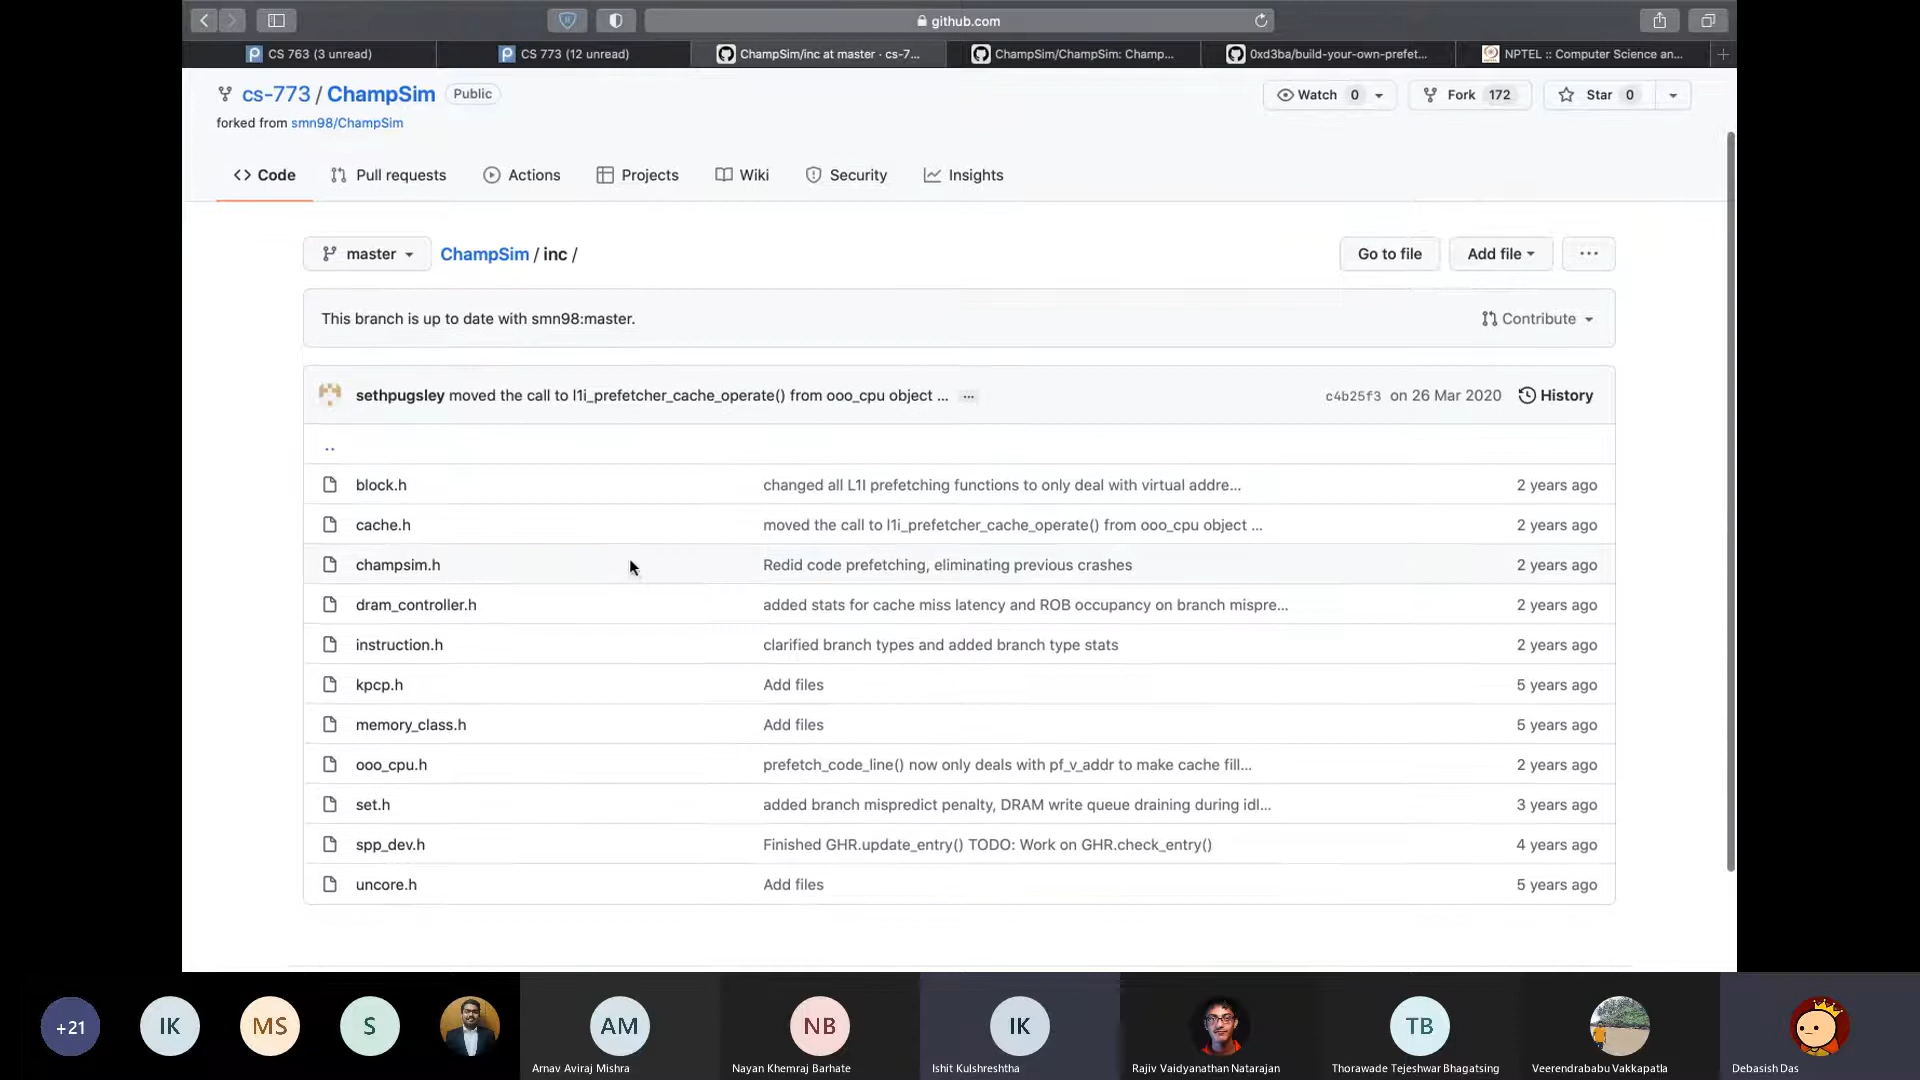 github.com
CS 763 (3 unread)
CS 773 (12 unread)
ChampSim/inc at master · cs-7...
ChampSim/ChampSim: Champ...
0xd3ba/build-your-own-prefet...
NPTEL :: Computer Science an...
cs-773 / ChampSim Public
Watch 0
Fork 172
Star 0
forked from smn98/ChampSim
<> Code
Pull requests
Actions
Projects
Wiki
Security
Insights
master
ChampSim / inc /
Go to file
Add file
...
This branch is up to date with smn98:master.
Contribute
sethpugsley moved the call to l1i_prefetcher_cache_operate() from ooo_cpu object ... ...
c4b25f3 on 26 Mar 2020
History
..
block.h changed all L1I prefetching functions to only deal with virtual addre... 2 years ago
cache.h moved the call to l1i_prefetcher_cache_operate() from ooo_cpu object ... 2 years ago
champsim.h Redid code prefetching, eliminating previous crashes 2 years ago
dram_controller.h added stats for cache miss latency and ROB occupancy on branch mispre... 2 years ago
instruction.h clarified branch types and added branch type stats 2 years ago
kpcp.h Add files 5 years ago
memory_class.h Add files 5 years ago
ooo_cpu.h prefetch_code_line() now only deals with pf_v_addr to make cache fill... 2 years ago
set.h added branch mispredict penalty, DRAM write queue draining during idl... 3 years ago
spp_dev.h Finished GHR.update_entry() TODO: Work on GHR.check_entry() 4 years ago
uncore.h Add files 5 years ago
+21
IK
MS
S
AM
NB
IK
TB
Arnav Aviraj Mishra
Nayan Khemraj Barhate
Ishit Kulshreshtha
Rajiv Vaidyanathan Natarajan
Thorawade Tejeshwar Bhagatsing
Veerendrababu Vakkapatla
Debasish Das